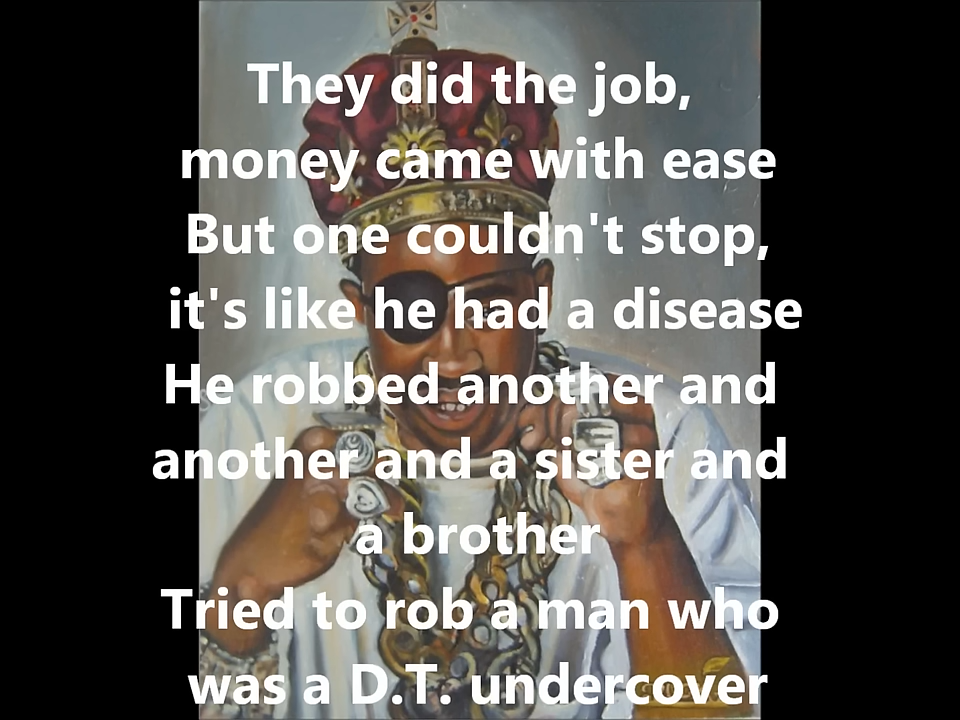 They did the job,
money came with ease
But one couldn't stop,
it's like he had a disease
He robbed another and
another and a sister and
a brother
Tried to rob a man who
was a D.T. undercover